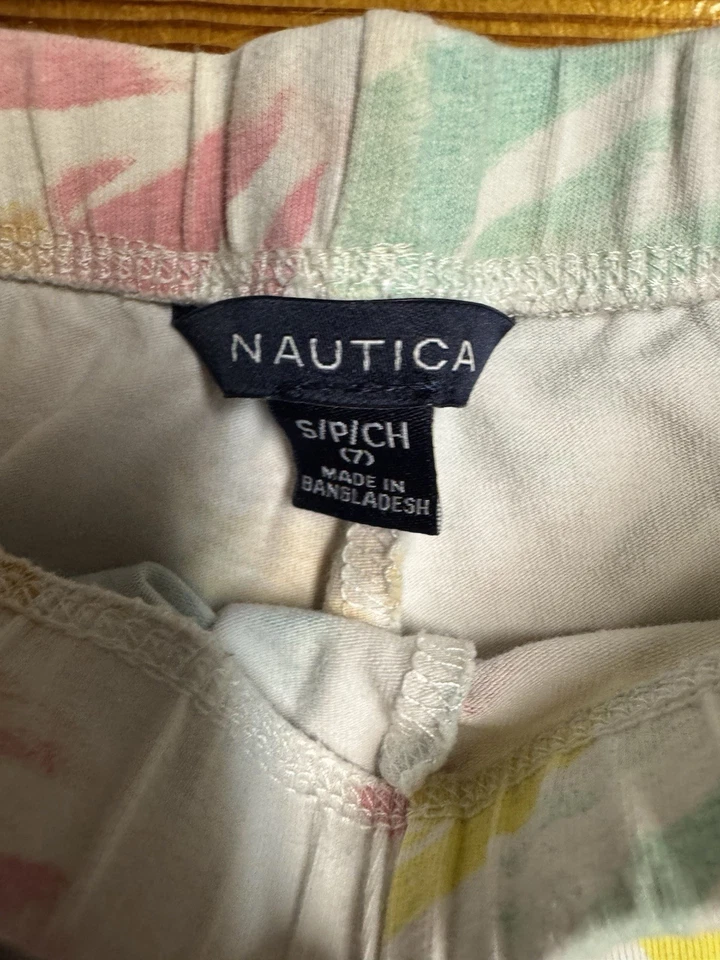 NAUTICA
S/P/CH
(7)
MADE IN
BANGLADESH